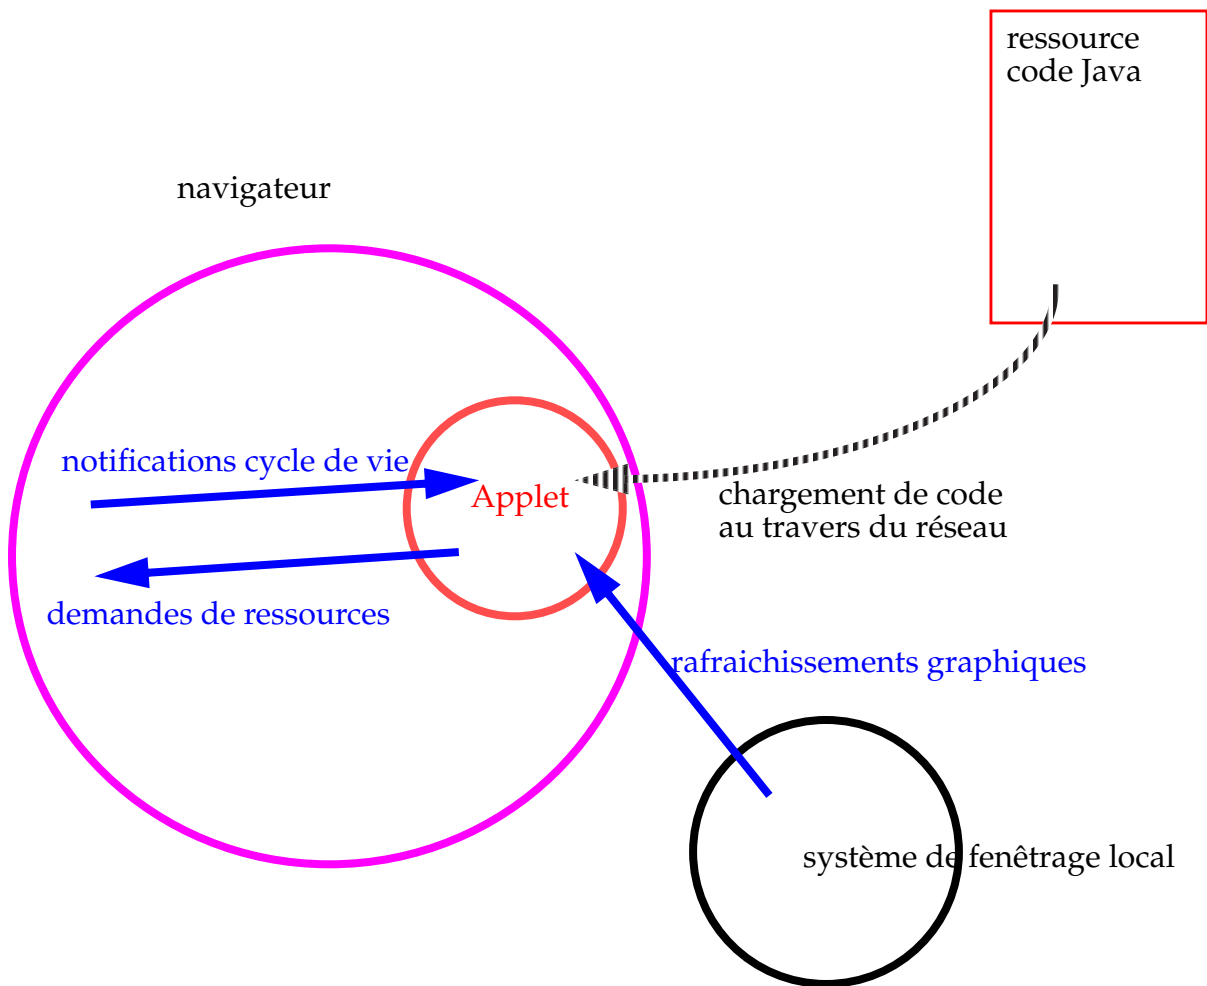 ressource
code Java
navigateur
notifications cycle de vie
Applet
chargement de code
au travers du réseau
demandes de ressources
rafraichissements graphiques
système de fenêtrage local